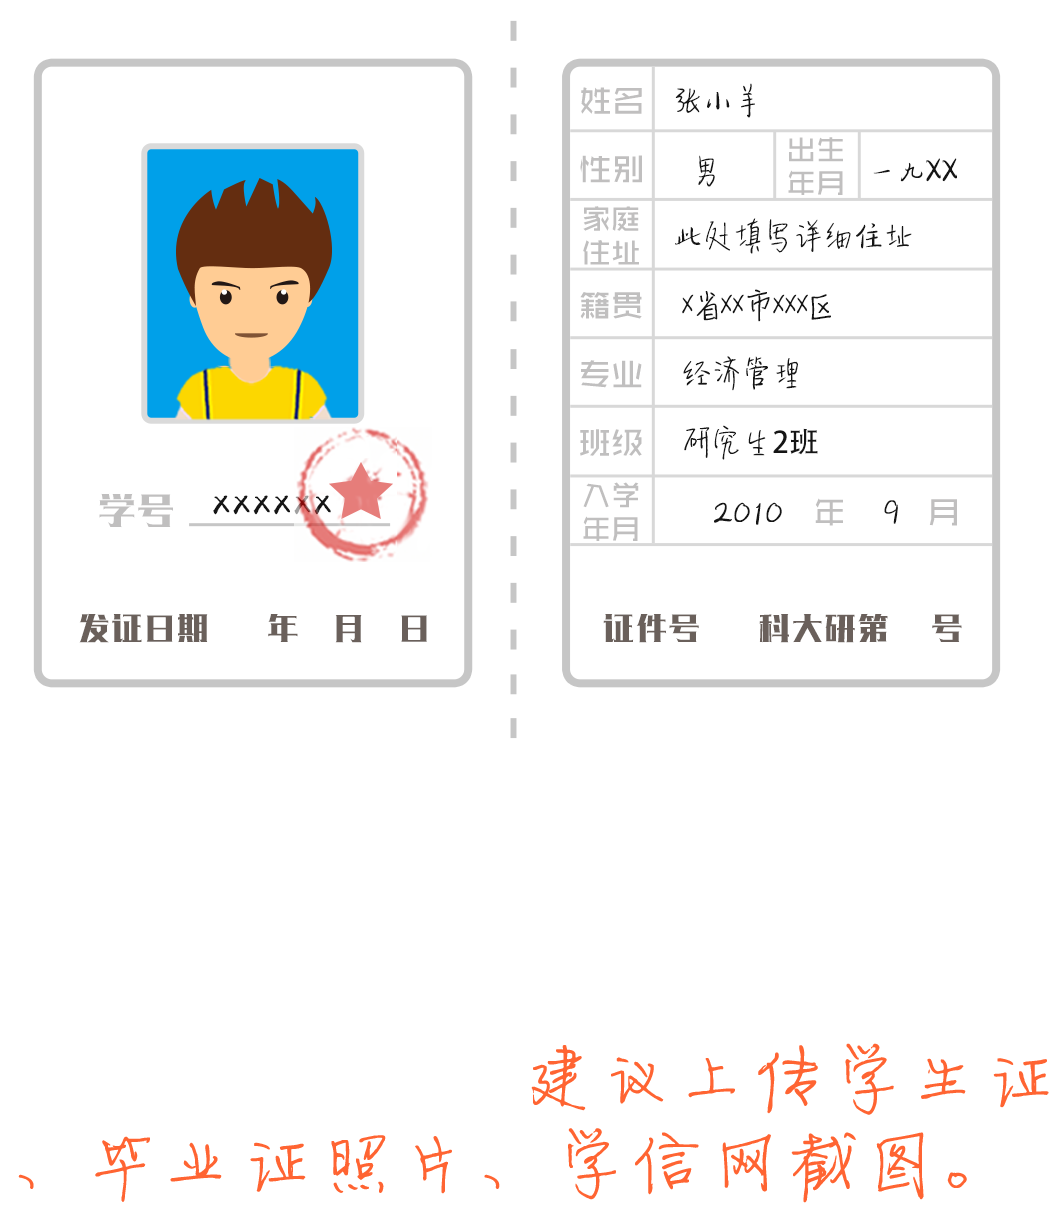 学号 XXXXXX
发证日期 年 月 日
姓名 张小羊
性别 男 出生年月 一九XX
家庭住址 此处填写详细住址
籍贯 X省XX市XXX区
专业 经济管理
班级 研究生2班
入学年月 2010 年 9 月
证件号 科大研第 号
建议上传学生证
、毕业证照片、学信网截图。